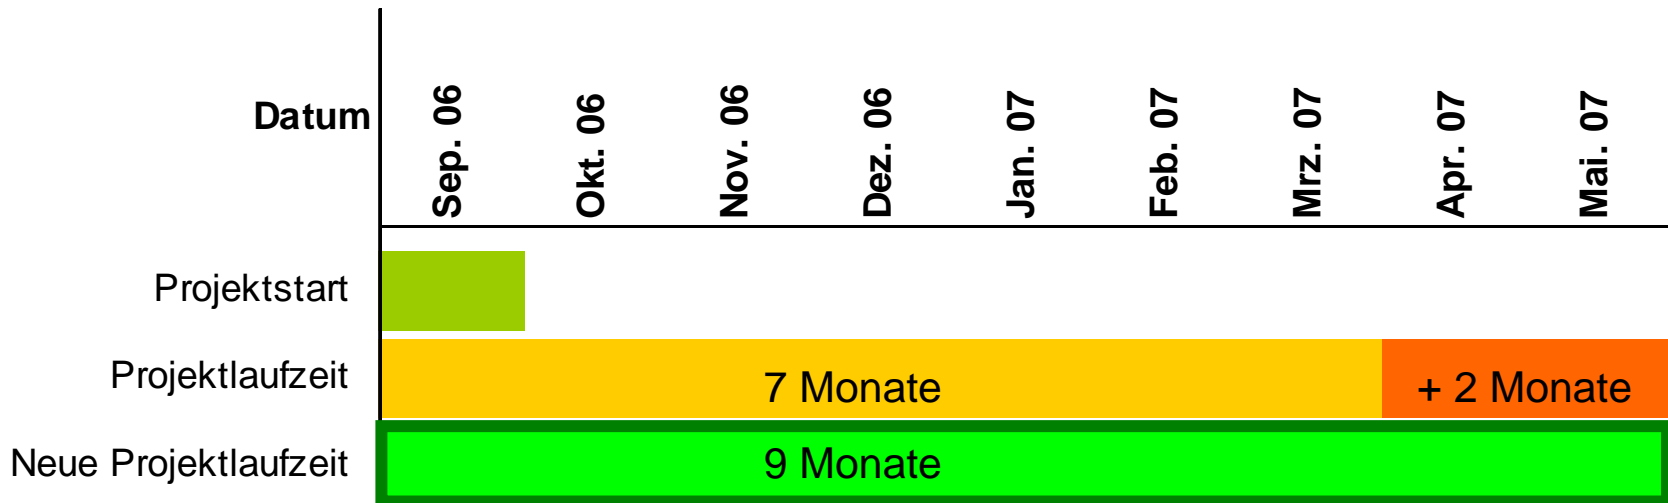 Datum
Sep. 06
Okt. 06
Nov. 06
Dez. 06
Jan. 07
Feb. 07
Mrz. 07
Apr. 07
Mai. 07
Projektstart
Projektlaufzeit
7 Monate
+ 2 Monate
Neue Projektlaufzeit
9 Monate